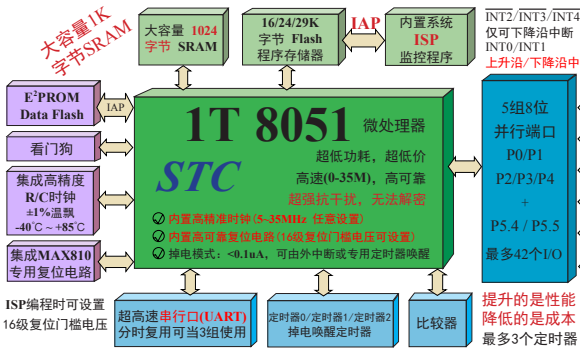 大容量1K
字节SRAM
大容量 1024
字节 SRAM
16/24/29K
字节 Flash
程序存储器
IAP
内置系统
ISP
监控程序
INT2/INT3/INT4
仅可下降沿中断
INT0/INT1
上升沿/下降沿中
E²PROM
Data Flash
IAP
看门狗
集成高精度
R/C时钟
±1%温飘
-40℃～+85℃
集成MAX810
专用复位电路
1T 8051 微处理器
STC
超低功耗，超低价
高速(0-35M)，高可靠
超强抗干扰，无法解密
内置高精准时钟(5-35MHz 任意设置)
内置高可靠复位电路(16级复位门槛电压可设置)
掉电模式：<0.1uA，可由外中断或专用定时器唤醒
5组8位
并行端口
P0/P1
P2/P3/P4
+
P5.4 / P5.5
最多42个I/O
ISP编程时可设置
16级复位门槛电压
超高速串行口(UART)
分时复用可当3组使用
定时器0/定时器1/定时器2
掉电唤醒定时器
比较器
提升的是性能
降低的是成本
最多3个定时器